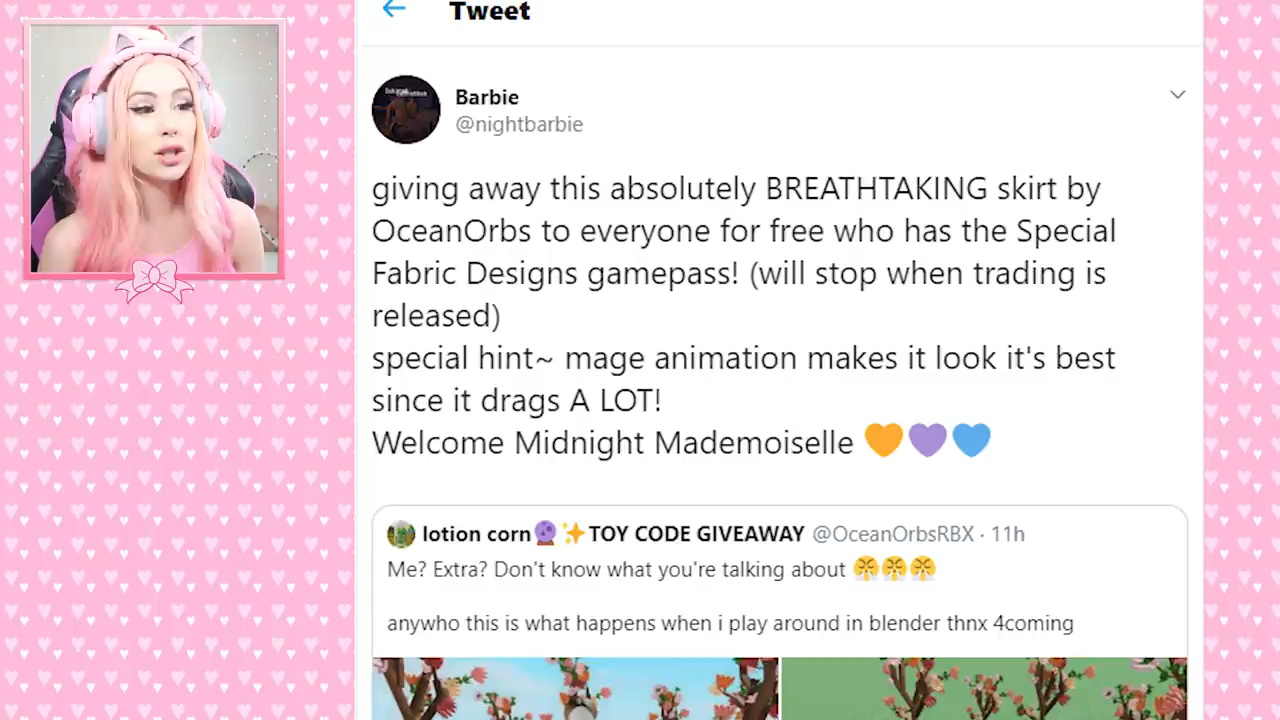 Tweet
Barbie
@nightbarbie
giving away this absolutely BREATHTAKING skirt by
OceanOrbs to everyone for free who has the Special
Fabric Designs gamepass! (will stop when trading is
released)
special hint~ mage animation makes it look it's best
since it drags A LOT!
Welcome Midnight Mademoiselle 🧡💜💙
lotion corn🔮✨TOY CODE GIVEAWAY @OceanOrbsRBX · 11h
Me? Extra? Don't know what you're talking about 😤😤😤
anywho this is what happens when i play around in blender thnx 4coming